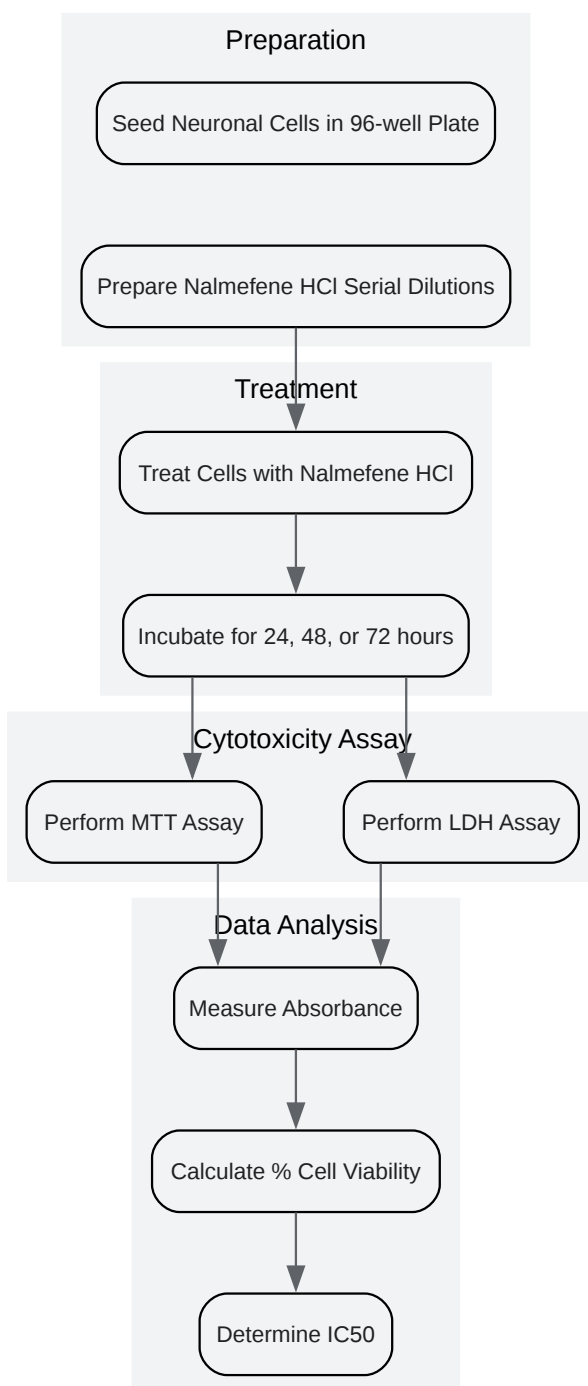 Preparation
Seed Neuronal Cells in 96-well Plate
Prepare Nalmefene HCl Serial Dilutions
Treatment
Treat Cells with Nalmefene HCl
Incubate for 24, 48, or 72 hours
Cytotoxicity Assay
Perform MTT Assay
Perform LDH Assay
Data Analysis
Measure Absorbance
Calculate % Cell Viability
Determine IC50